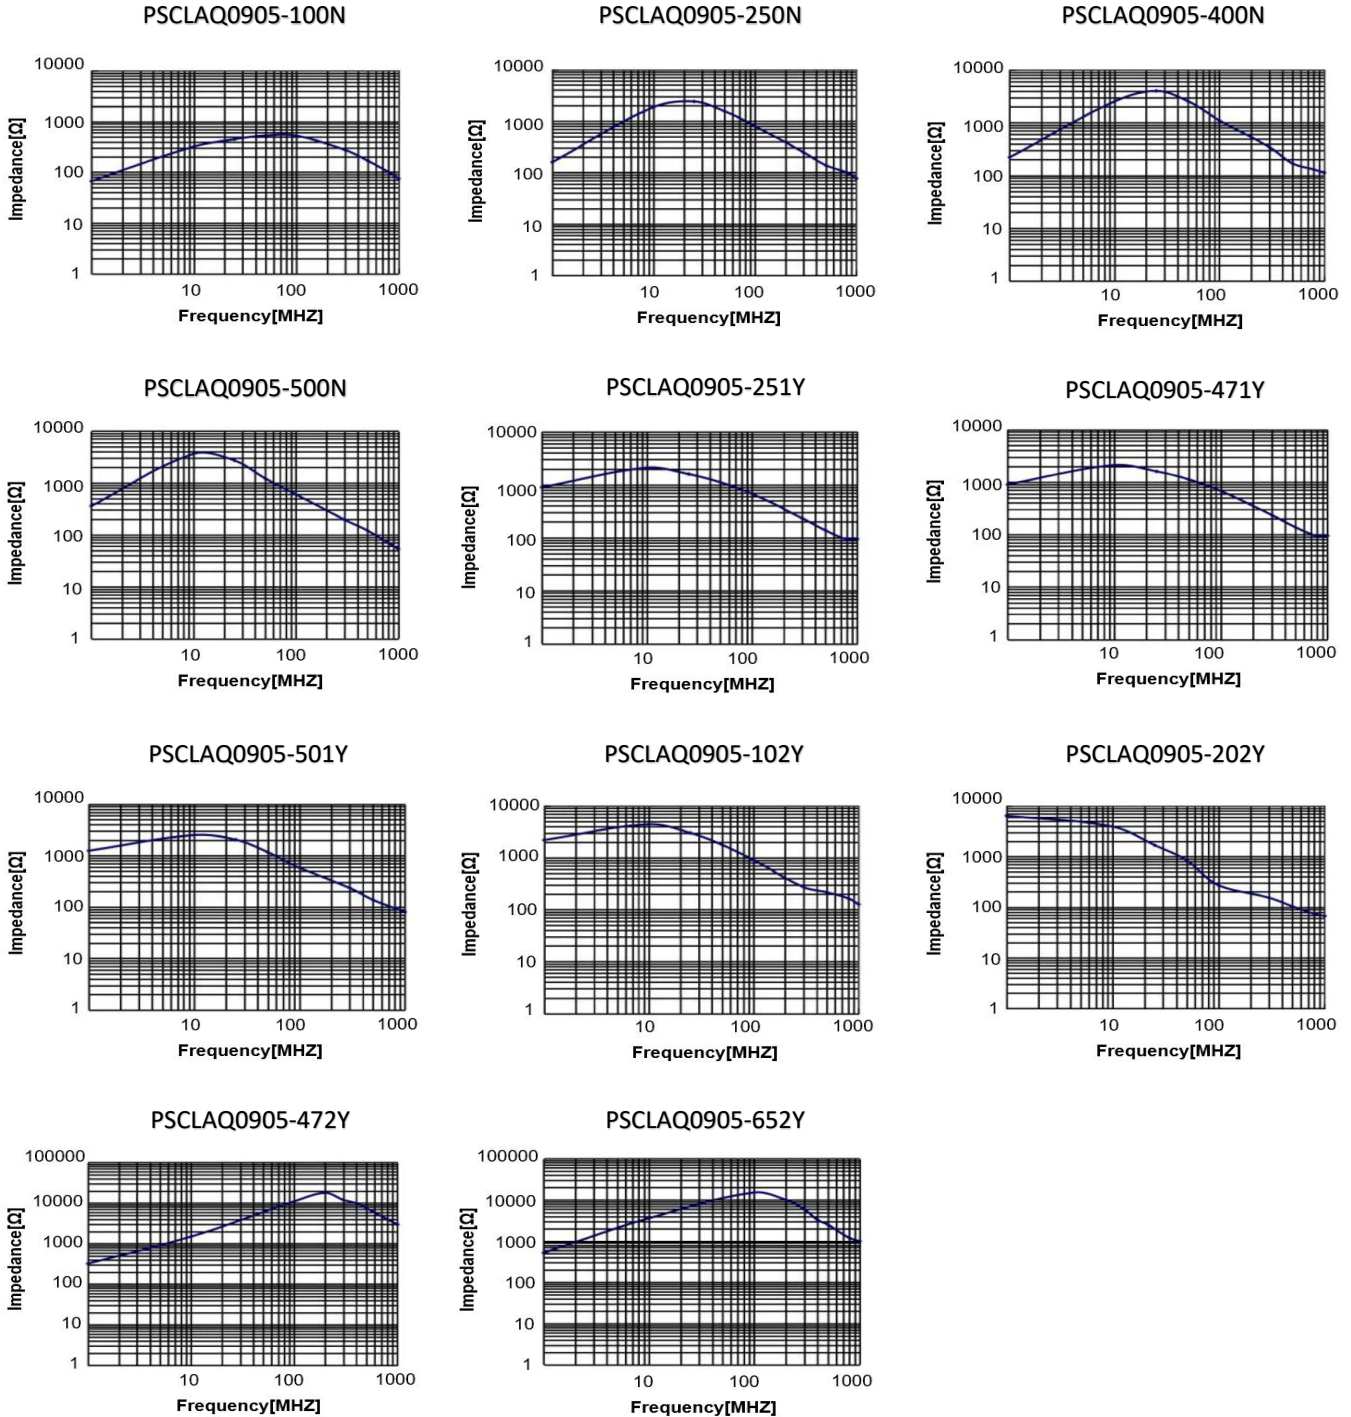 PSCLAQ0905-100N
10000
1000
100
10
1
Impedance[Ω]
10 100 1000
Frequency[MHZ]
PSCLAQ0905-250N
10000
1000
100
10
1
Impedance[Ω]
10 100 1000
Frequency[MHZ]
PSCLAQ0905-400N
10000
1000
100
10
1
Impedance[Ω]
10 100 1000
Frequency[MHZ]
PSCLAQ0905-500N
10000
1000
100
10
1
Impedance[Ω]
10 100 1000
Frequency[MHZ]
PSCLAQ0905-251Y
10000
1000
100
10
1
Impedance[Ω]
10 100 1000
Frequency[MHZ]
PSCLAQ0905-471Y
10000
1000
100
10
1
Impedance[Ω]
10 100 1000
Frequency[MHZ]
PSCLAQ0905-501Y
10000
1000
100
10
1
Impedance[Ω]
10 100 1000
Frequency[MHZ]
PSCLAQ0905-102Y
10000
1000
100
10
1
Impedance[Ω]
10 100 1000
Frequency[MHZ]
PSCLAQ0905-202Y
10000
1000
100
10
1
Impedance[Ω]
10 100 1000
Frequency[MHZ]
PSCLAQ0905-472Y
100000
10000
1000
100
10
1
Impedance[Ω]
10 100 1000
Frequency[MHZ]
PSCLAQ0905-652Y
100000
10000
1000
100
10
1
Impedance[Ω]
10 100 1000
Frequency[MHZ]